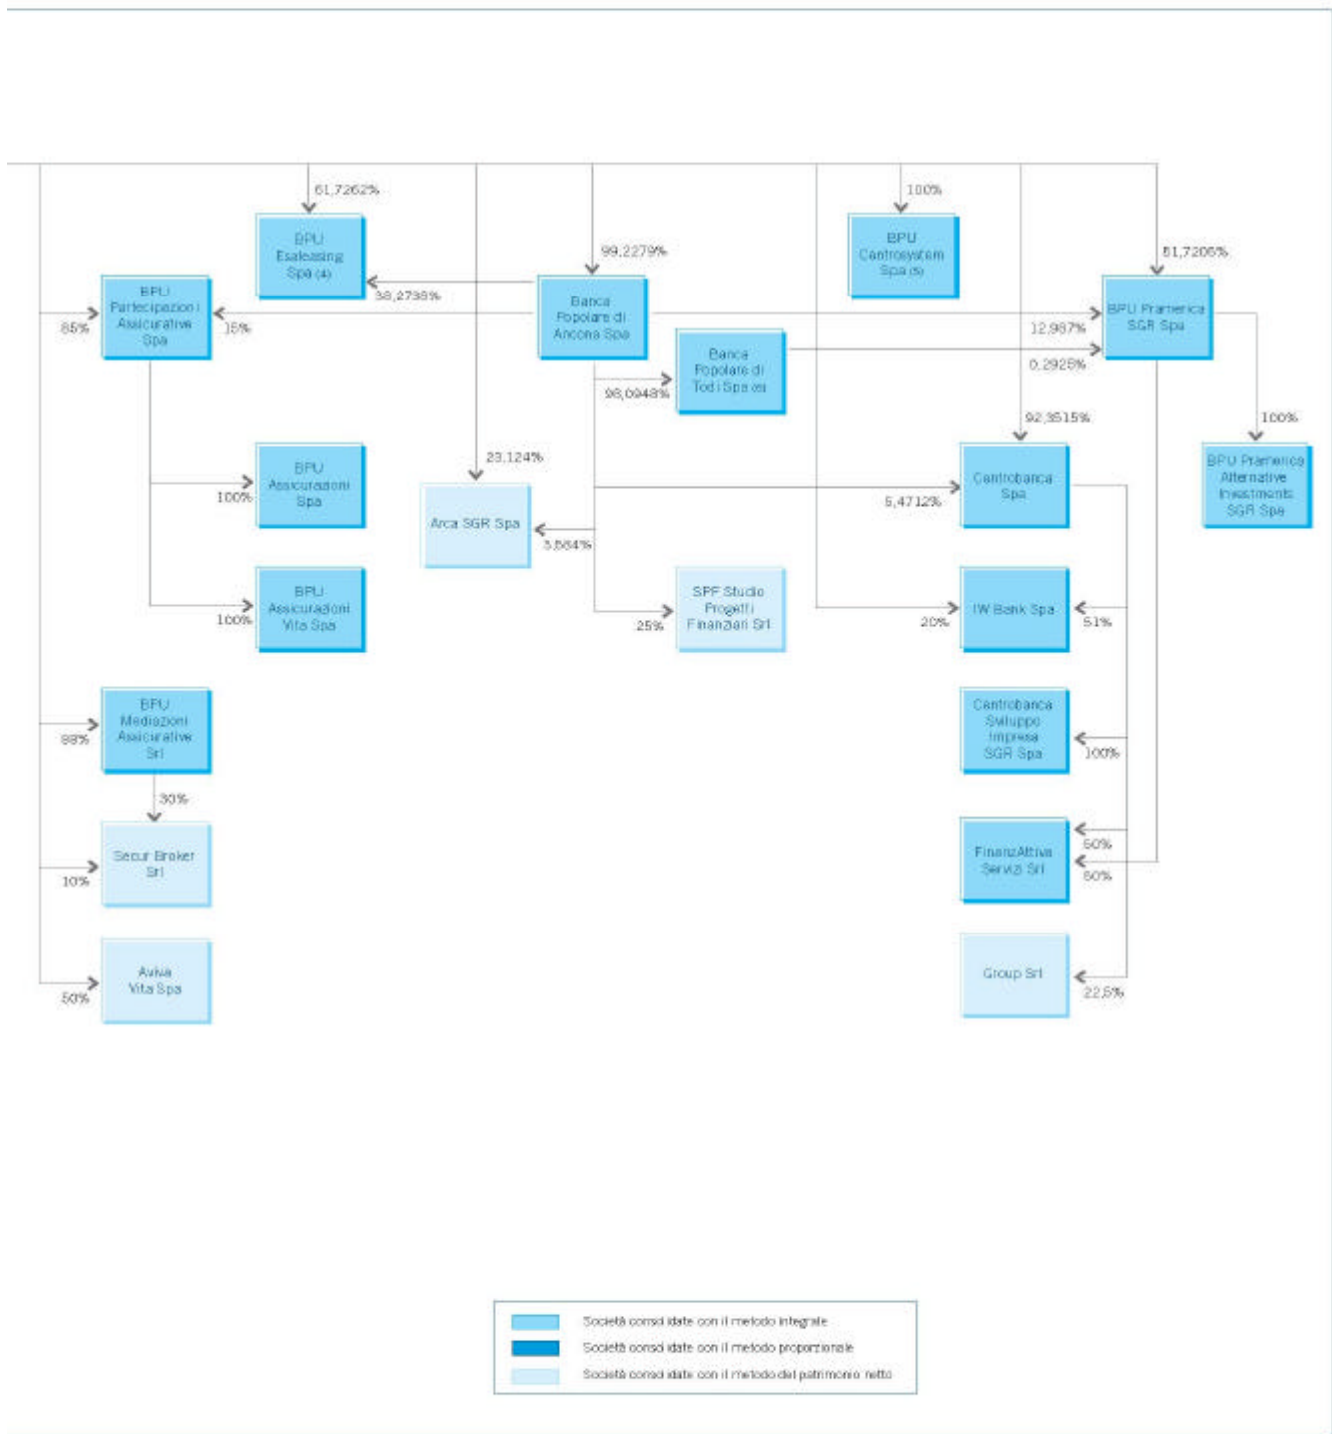 61,7262%
100%
BPU
Esaleasing
Spa (4)
BPU
Centrosystem
Spa (5)
99,2279%
51,7206%
38,2738%
BPU
Partecipazioni
Assicurative
Spa
85%
15%
Banca
Popolare di
Ancona Spa
12,987%
BPU Pramerica
SGR Spa
Banca
Popolare di
Todi Spa (6)
0,2925%
98,0948%
92,3515%
100%
23,124%
BPU
Assicurazioni
Spa
100%
Arca SGR Spa
Centrobanca
Spa
5,4712%
BPU Pramerica
Alternative
Investments
SGR Spa
BPU
Assicurazioni
Vita Spa
100%
SPF Studio
Progetti
Finanziari Srl
25%
IW Bank Spa
20%
51%
BPU
Mediazioni
Assicurative
Srl
Centrobanca
Sviluppo
Impresa
SGR Spa
100%
30%
Secur Broker
Srl
10%
FinanzAttiva
Servizi Srl
50%
50%
Aviva
Vita Spa
50%
Group Srl
22,5%
Società consolidate con il metodo integrale
Società consolidate con il metodo proporzionale
Società consolidate con il metodo del patrimonio netto